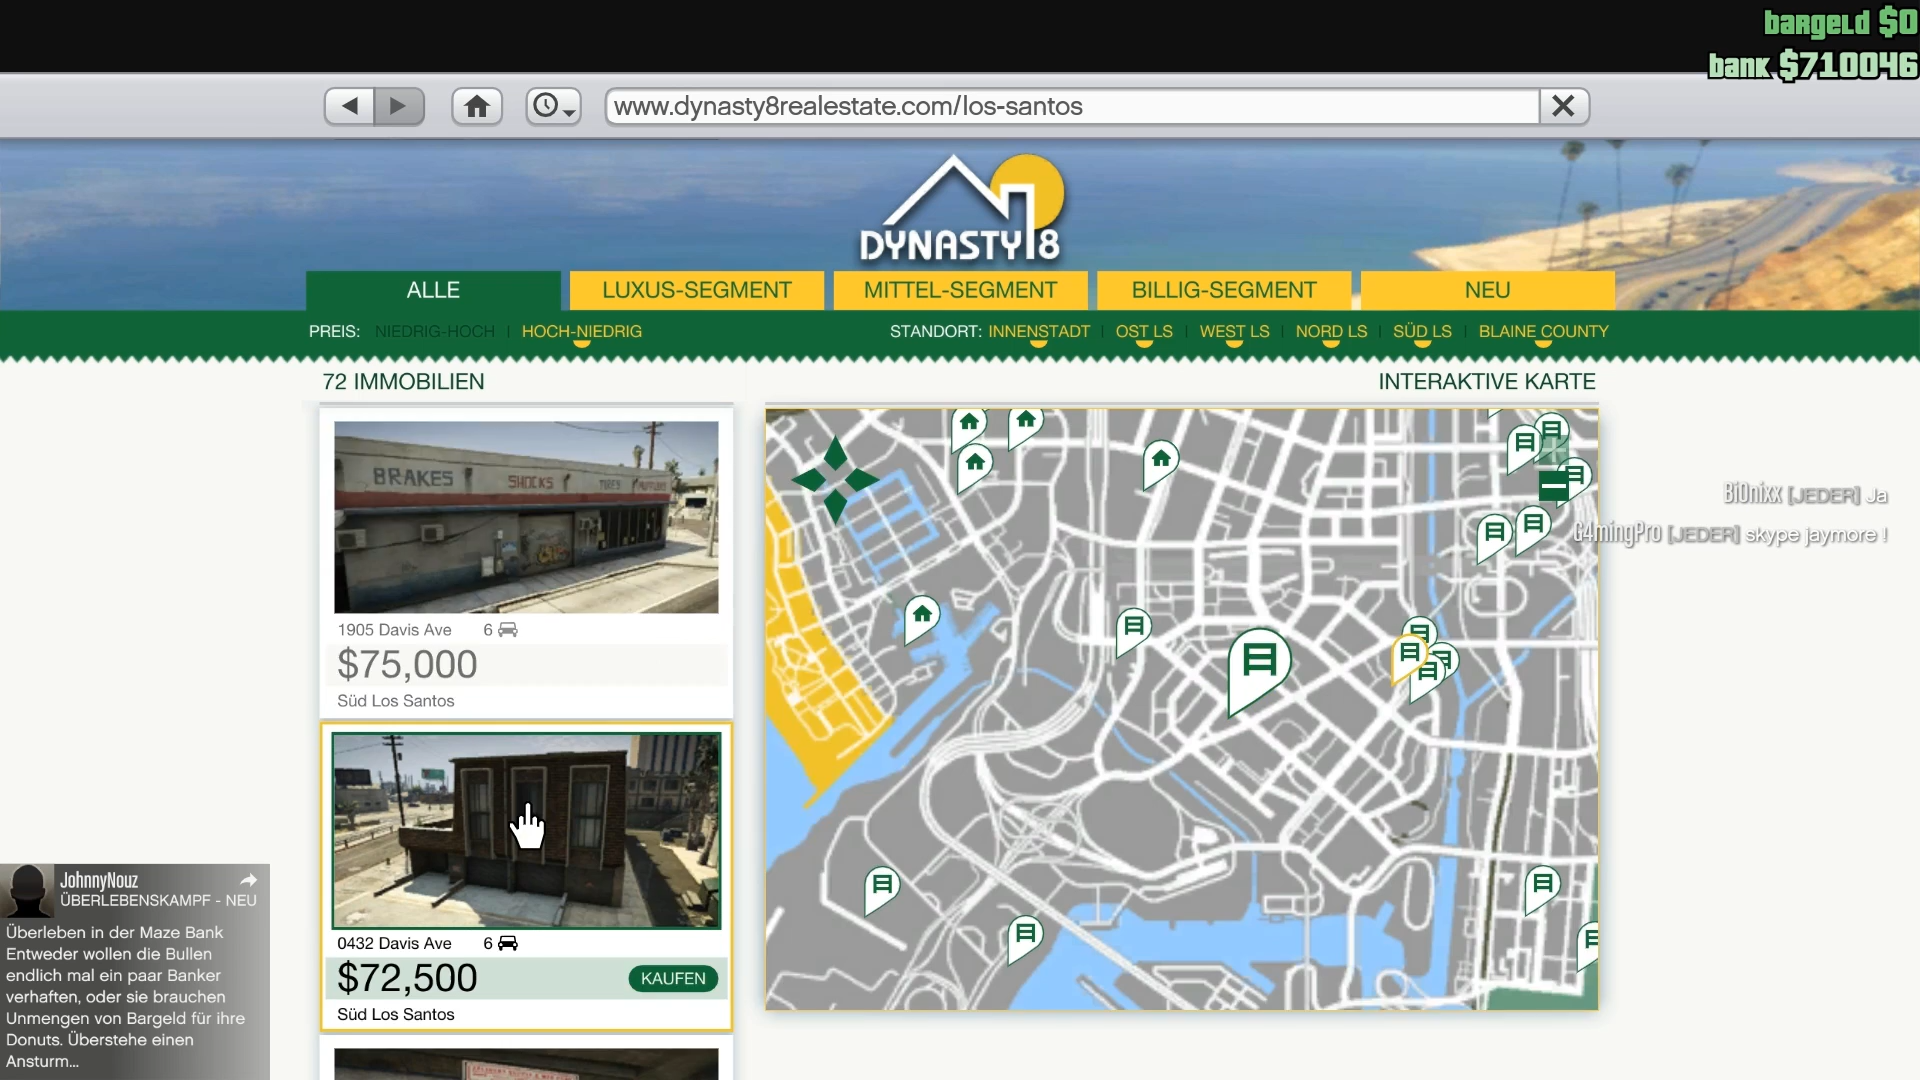 bargeld $0
bank $710046
www.dynasty8realestate.com/los-santos
DYNASTY 8
ALLE
LUXUS-SEGMENT
MITTEL-SEGMENT
BILLIG-SEGMENT
NEU
PREIS: NIEDRIG-HOCH | HOCH-NIEDRIG
STANDORT: INNENSTADT | OST LS | WEST LS | NORD LS | SÜD LS | BLAINE COUNTY
72 IMMOBILIEN
INTERAKTIVE KARTE
BRAKES SHOCKS TUNES MUFFLERS
1905 Davis Ave 6
$75,000
Süd Los Santos
0432 Davis Ave 6
$72,500
KAUFEN
Süd Los Santos
Bi0nixx [JEDER] Ja
G4mingPro [JEDER] skype jaymore !
JohnnyNouz
ÜBERLEBENSKAMPF - NEU
Überleben in der Maze Bank
Entweder wollen die Bullen
endlich mal ein paar Banker
verhaften, oder sie brauchen
Unmengen von Bargeld für ihre
Donuts. Überstehe einen
Ansturm...